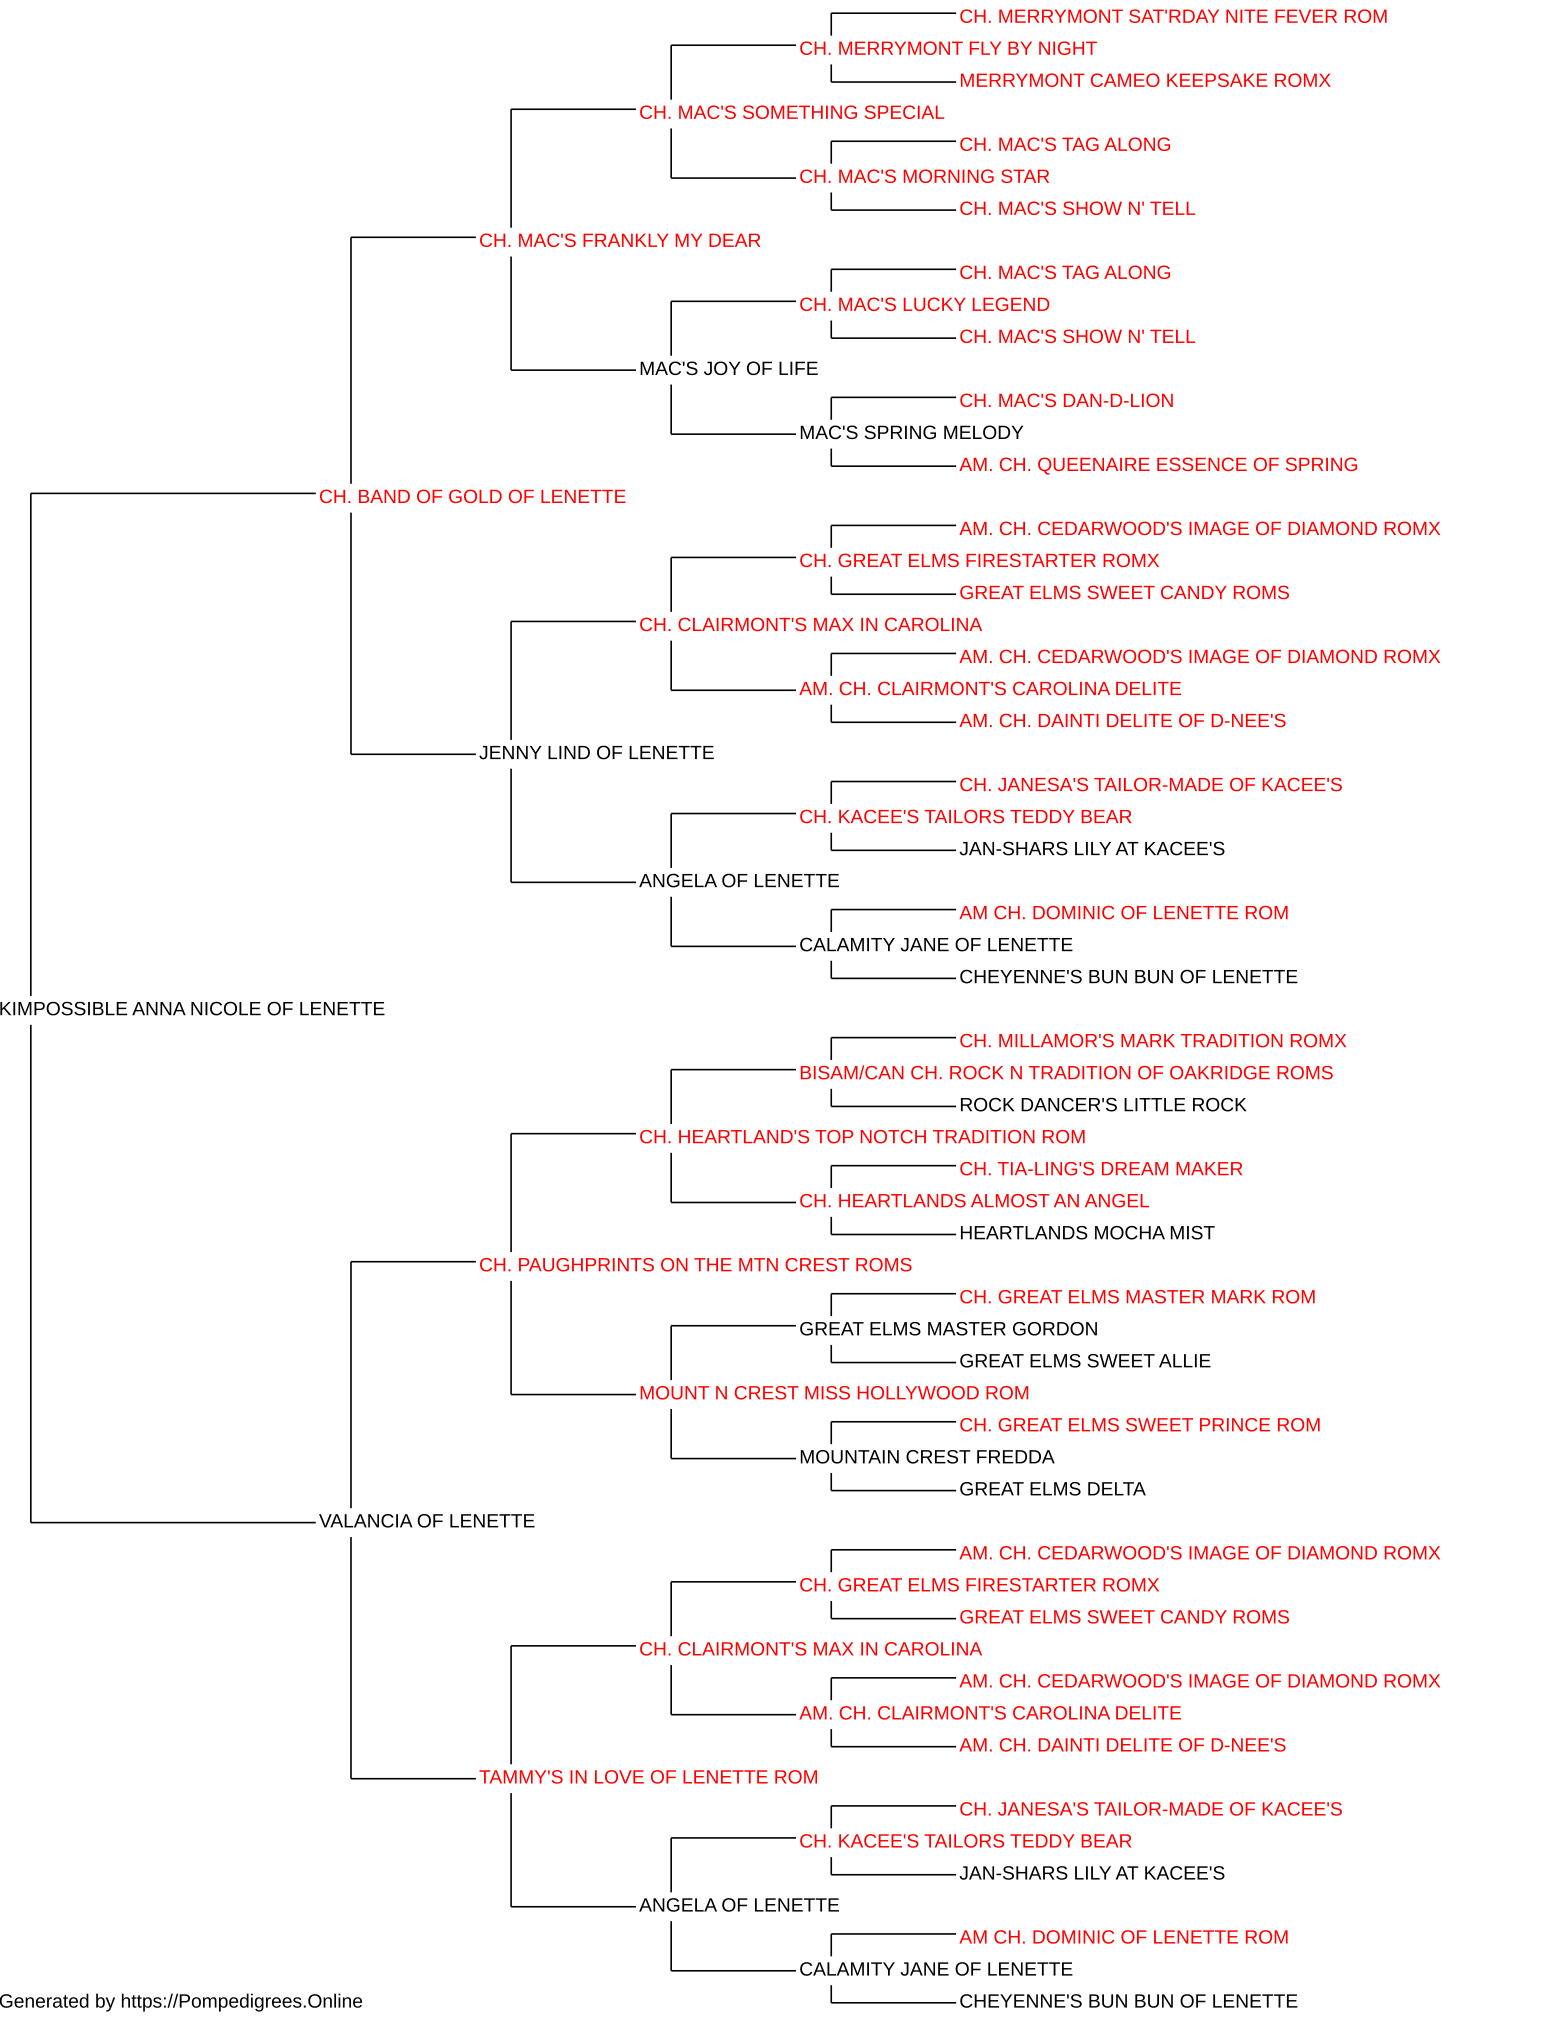 CH. MERRYMONT SAT'RDAY NITE FEVER ROM
CH. MERRYMONT FLY BY NIGHT
MERRYMONT CAMEO KEEPSAKE ROMX
CH. MAC'S SOMETHING SPECIAL
CH. MAC'S TAG ALONG
CH. MAC'S MORNING STAR
CH. MAC'S SHOW N' TELL
CH. MAC'S FRANKLY MY DEAR
CH. MAC'S TAG ALONG
CH. MAC'S LUCKY LEGEND
CH. MAC'S SHOW N' TELL
MAC'S JOY OF LIFE
CH. MAC'S DAN-D-LION
MAC'S SPRING MELODY
AM. CH. QUEENAIRE ESSENCE OF SPRING
CH. BAND OF GOLD OF LENETTE
AM. CH. CEDARWOOD'S IMAGE OF DIAMOND ROMX
CH. GREAT ELMS FIRESTARTER ROMX
GREAT ELMS SWEET CANDY ROMS
CH. CLAIRMONT'S MAX IN CAROLINA
AM. CH. CEDARWOOD'S IMAGE OF DIAMOND ROMX
AM. CH. CLAIRMONT'S CAROLINA DELITE
AM. CH. DAINTI DELITE OF D-NEE'S
JENNY LIND OF LENETTE
CH. JANESA'S TAILOR-MADE OF KACEE'S
CH. KACEE'S TAILORS TEDDY BEAR
JAN-SHARS LILY AT KACEE'S
ANGELA OF LENETTE
AM CH. DOMINIC OF LENETTE ROM
CALAMITY JANE OF LENETTE
CHEYENNE'S BUN BUN OF LENETTE
KIMPOSSIBLE ANNA NICOLE OF LENETTE
CH. MILLAMOR'S MARK TRADITION ROMX
BISAM/CAN CH. ROCK N TRADITION OF OAKRIDGE ROMS
ROCK DANCER'S LITTLE ROCK
CH. HEARTLAND'S TOP NOTCH TRADITION ROM
CH. TIA-LING'S DREAM MAKER
CH. HEARTLANDS ALMOST AN ANGEL
HEARTLANDS MOCHA MIST
CH. PAUGHPRINTS ON THE MTN CREST ROMS
CH. GREAT ELMS MASTER MARK ROM
GREAT ELMS MASTER GORDON
GREAT ELMS SWEET ALLIE
MOUNT N CREST MISS HOLLYWOOD ROM
CH. GREAT ELMS SWEET PRINCE ROM
MOUNTAIN CREST FREDDA
GREAT ELMS DELTA
VALANCIA OF LENETTE
AM. CH. CEDARWOOD'S IMAGE OF DIAMOND ROMX
CH. GREAT ELMS FIRESTARTER ROMX
GREAT ELMS SWEET CANDY ROMS
CH. CLAIRMONT'S MAX IN CAROLINA
AM. CH. CEDARWOOD'S IMAGE OF DIAMOND ROMX
AM. CH. CLAIRMONT'S CAROLINA DELITE
AM. CH. DAINTI DELITE OF D-NEE'S
TAMMY'S IN LOVE OF LENETTE ROM
CH. JANESA'S TAILOR-MADE OF KACEE'S
CH. KACEE'S TAILORS TEDDY BEAR
JAN-SHARS LILY AT KACEE'S
ANGELA OF LENETTE
AM CH. DOMINIC OF LENETTE ROM
CALAMITY JANE OF LENETTE
CHEYENNE'S BUN BUN OF LENETTE
Generated by https://Pompedigrees.Online